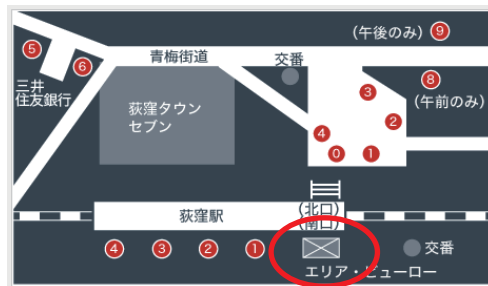 (午後のみ) 9
5
6
青梅街道
交番
三井
住友銀行
8
(午前のみ)
荻窪タウン
セブン
3
2
4
0
1
荻窪駅
(北口)
(南口)
4
3
2
1
交番
エリア・ビューロー